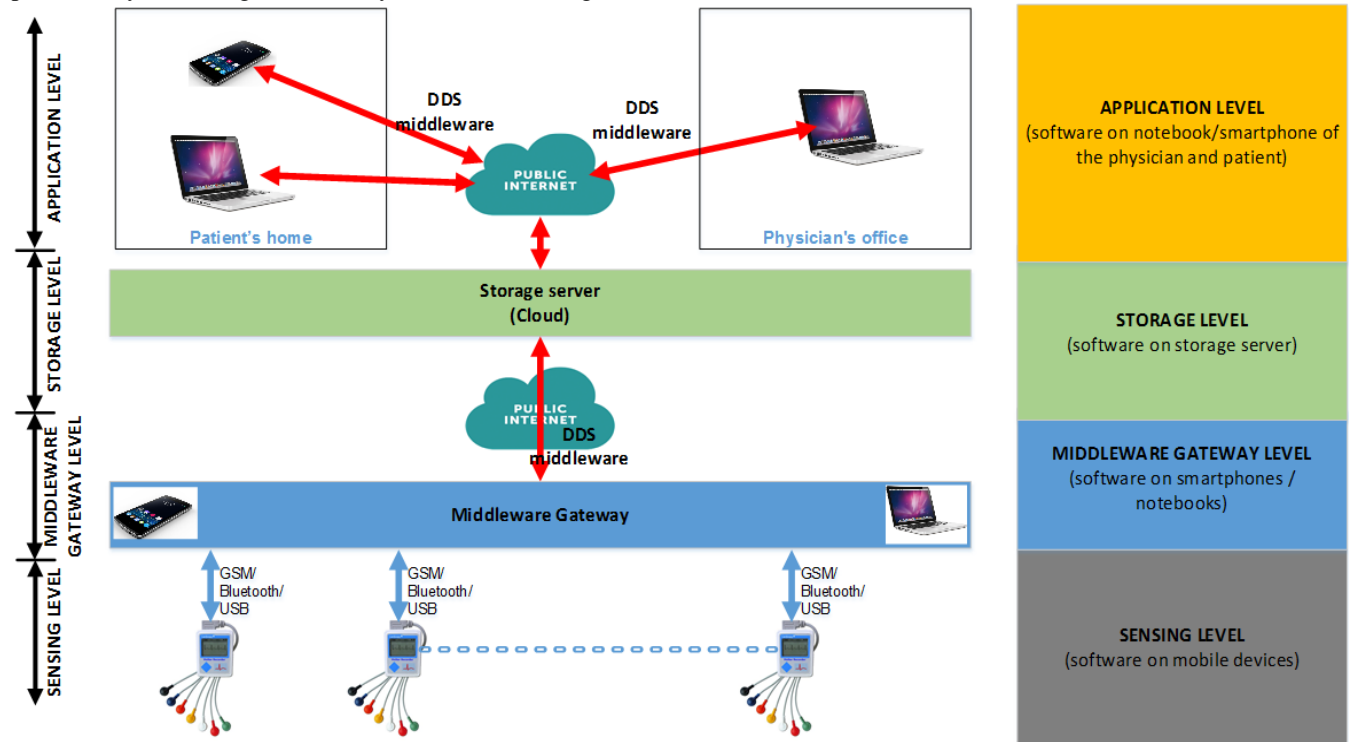 APPLICATION LEVEL
STORAGE LEVEL
MIDDLEWARE
GATEWAY LEVEL
SENSING LEVEL
DDS
middleware
DDS
middleware
PUBLIC
INTERNET
Patient's home
Physician's office
Storage server
(Cloud)
PUBLIC
INTERNET
DDS
middleware
Middleware Gateway
GSM/
Bluetooth/
USB
GSM/
Bluetooth/
USB
GSM/
Bluetooth/
USB
APPLICATION LEVEL
(software on notebook/smartphone of
the physician and patient)
STORAGE LEVEL
(software on storage server)
MIDDLEWARE GATEWAY LEVEL
(software on smartphones /
notebooks)
SENSING LEVEL
(software on mobile devices)